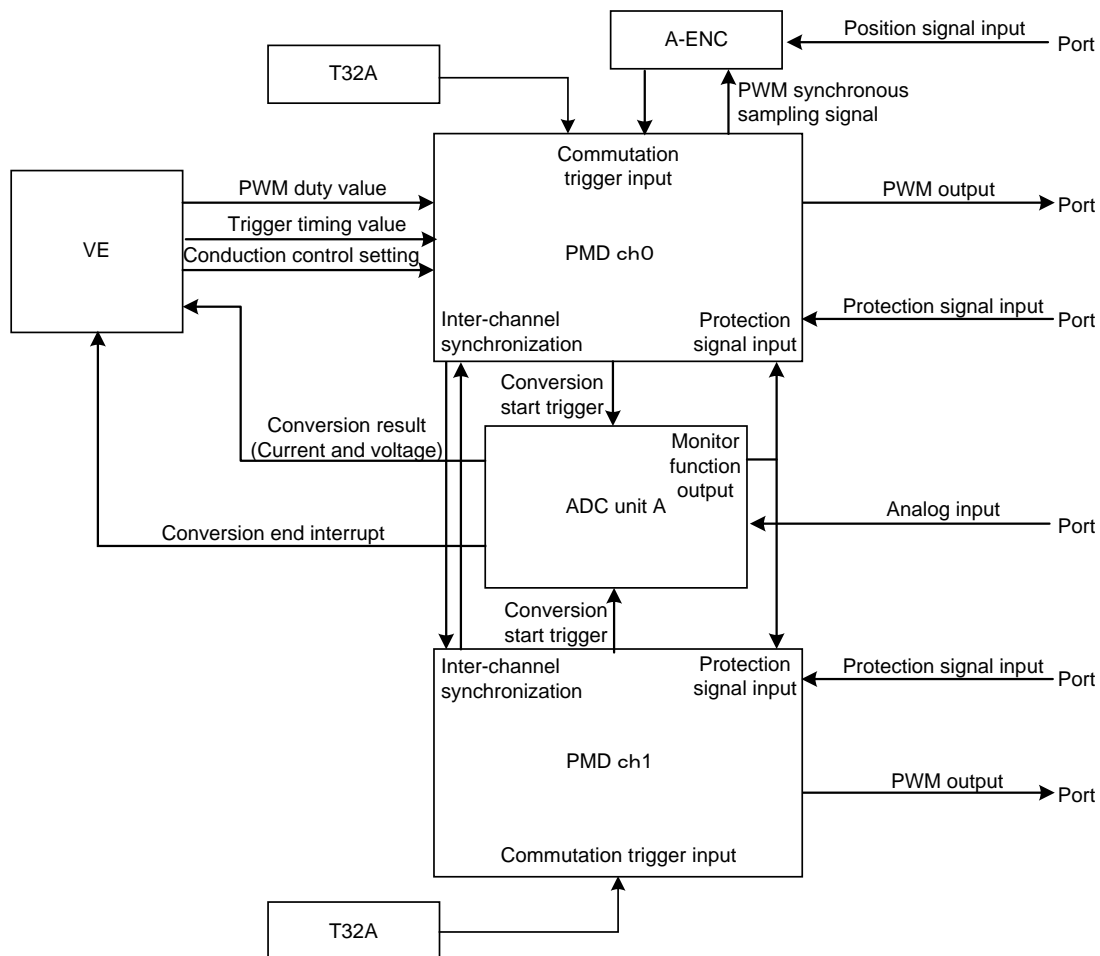 A-ENC
Position signal input
Port
T32A
PWM synchronous
sampling signal
Commutation
trigger input
VE
PWM duty value
Trigger timing value
Conduction control setting
PMD ch0
PWM output
Port
Inter-channel
synchronization
Protection
signal input
Protection signal input
Port
Conversion
start trigger
Conversion result
(Current and voltage)
Monitor
function
output
ADC unit A
Analog input
Port
Conversion end interrupt
Conversion
start trigger
Inter-channel
synchronization
Protection
signal input
Protection signal input
Port
PMD ch1
PWM output
Port
Commutation trigger input
T32A